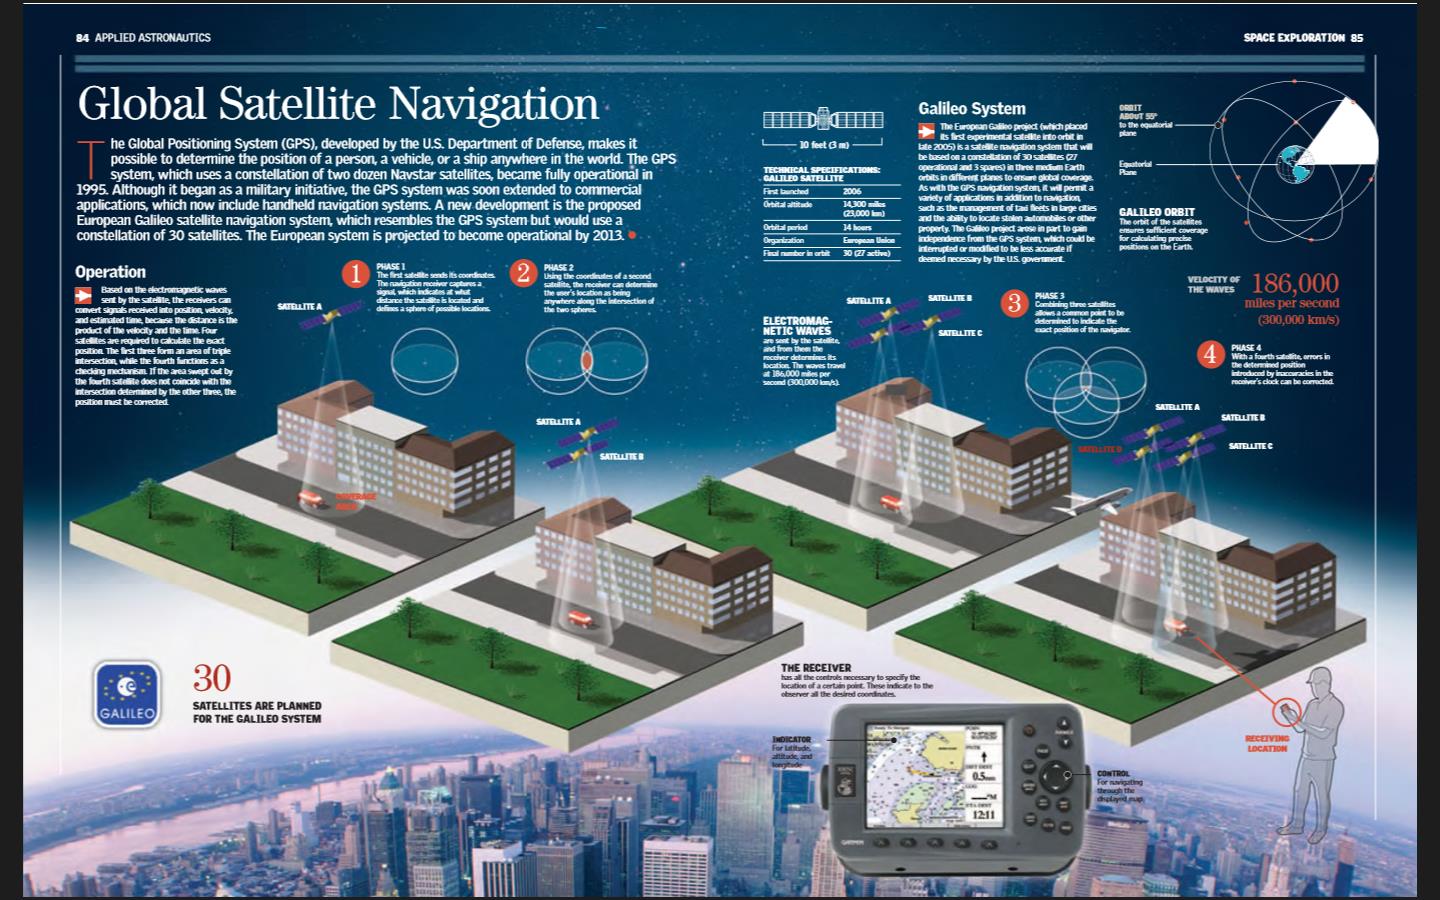 84 APPLIED ASTRONAUTICS
SPACE EXPLORATION 85
Global Satellite Navigation
The Global Positioning System (GPS), developed by the U.S. Department of Defense, makes it
possible to determine the position of a person, a vehicle, or a ship anywhere in the world. The GPS
system, which uses a constellation of two dozen Navstar satellites, became fully operational in
1995. Although it began as a military initiative, the GPS system was soon extended to commercial
applications, which now include handheld navigation systems. A new development is the proposed
European Galileo satellite navigation system, which resembles the GPS system but would use a
constellation of 30 satellites. The European system is projected to become operational by 2013.
Operation
Based on the electromagnetic waves
sent by the satellite, the receivers can
convert signals received into position, velocity,
and estimated time, because the distance is the
product of the velocity and the time. Four
satellites are required to calculate the exact
position. The first three form an area of triple
intersection, while the fourth functions as a
checking mechanism. If the area swept out by
the fourth satellite does not coincide with the
intersection determined by the other three, the
position must be corrected.
1
PHASE 1
The first satellite sends its coordinates.
The navigation receiver captures a
signal, which indicates at what
distance the satellite is located and
defines a sphere of possible locations.
SATELLITE A
COVERAGE
AREA
2
PHASE 2
Using the coordinates of a second
satellite, the receiver can determine
the user's location as being
anywhere along the intersection of
the two spheres.
SATELLITE A
SATELLITE B
10 feet (3 m)
TECHNICAL SPECIFICATIONS:
GALILEO SATELLITE
First launched 2006
Orbital altitude 14,300 miles
(23,000 km)
Orbital period 14 hours
Organization European Union
Final number in orbit 30 (27 active)
Galileo System
The European Galileo project (which placed
its first experimental satellite into orbit in
late 2005) is a satellite navigation system that will
be based on a constellation of 30 satellites (27
operational and 3 spares) in three medium Earth
orbits in different planes to ensure global coverage.
As with the GPS navigation system, it will permit a
variety of applications in addition to navigation,
such as the management of taxi fleets in large cities
and the ability to locate stolen automobiles or other
property. The Galileo project arose in part to gain
independence from the GPS system, which could be
interrupted or modified to be less accurate if
deemed necessary by the U.S. government.
ORBIT
ABOUT 55°
to the equatorial
plane
Equatorial
Plane
GALILEO ORBIT
The orbit of the satellites
ensures sufficient coverage
for calculating precise
positions on the Earth.
VELOCITY OF
THE WAVES
186,000
miles per second
(300,000 km/s)
ELECTROMAG-
NETIC WAVES
are sent by the satellite,
and from them the
receiver determines its
location. The waves travel
at 186,000 miles per
second (300,000 km/s).
SATELLITE A
SATELLITE B
SATELLITE C
3
PHASE 3
Combining three satellites
allows a common point to be
determined to indicate the
exact position of the navigator.
4
PHASE 4
With a fourth satellite, errors in
the determined position
introduced by inaccuracies in the
receiver's clock can be corrected.
SATELLITE A
SATELLITE B
SATELLITE C
SATELLITE D
GALILEO
30
SATELLITES ARE PLANNED
FOR THE GALILEO SYSTEM
THE RECEIVER
has all the controls necessary to specify the
location of a certain point. These indicate to the
observer all the desired coordinates.
INDICATOR
For latitude,
altitude, and
longitude
0.5
12:11
GARMIN
CONTROL
For navigating
through the
displayed map
RECEIVING
LOCATION